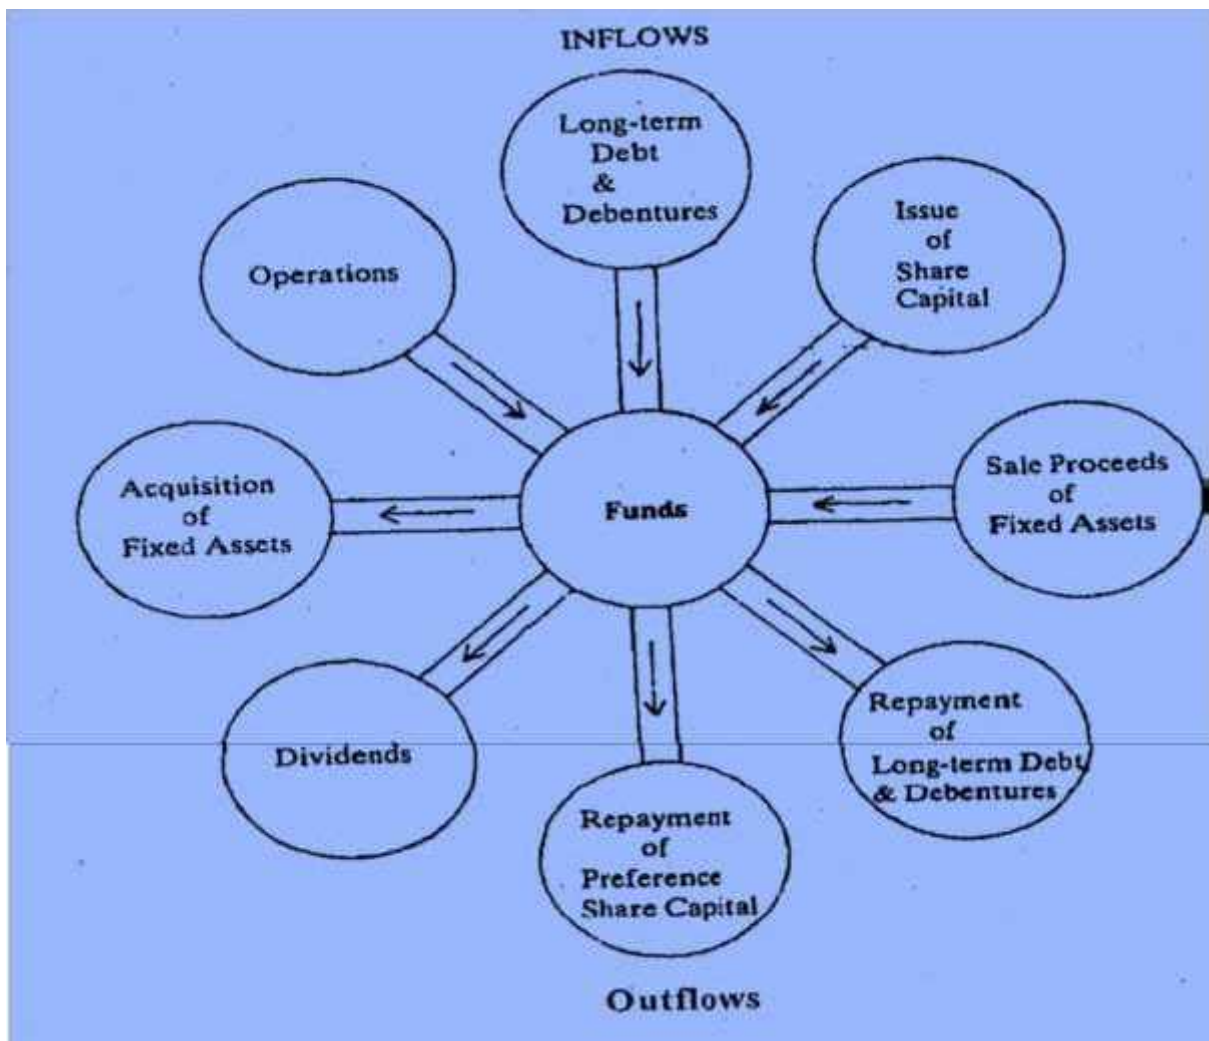 INFLOWS
Long-term
Debt
&
Debentures
Operations
Issue
of
Share
Capital
Acquisition
of
Fixed Assets
Funds
Sale Proceeds
of
Fixed Assets
Dividends
Repayment
of
Preference
Share Capital
Repayment
of
Long-term Debt
& Debentures
Outflows